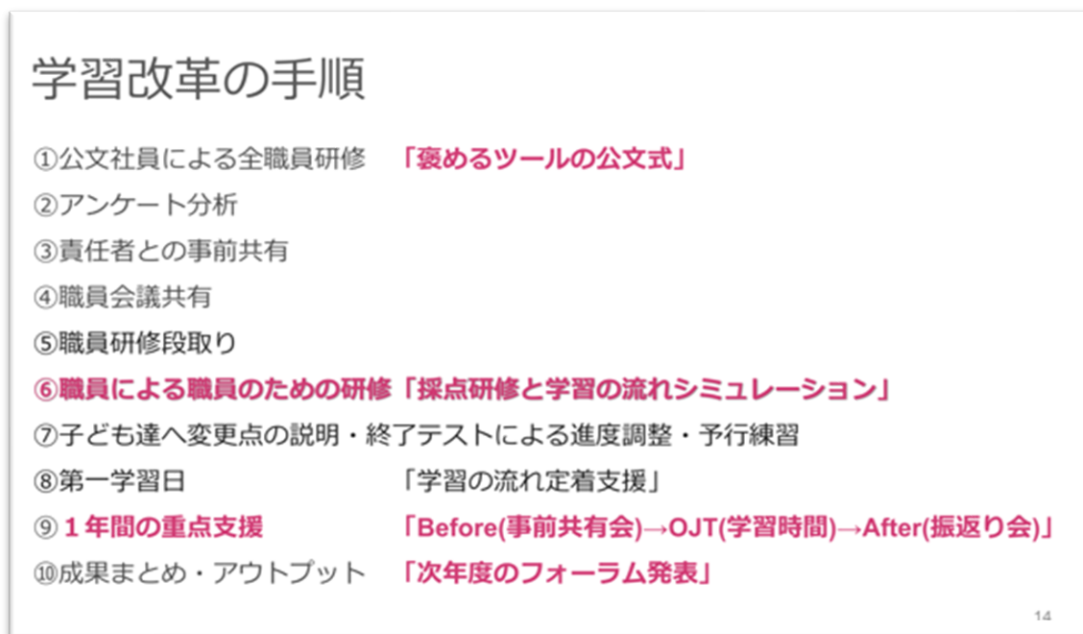 学習改革の手順
①公文社員による全職員研修 「褒めるツールの公文式」
②アンケート分析
③責任者との事前共有
④職員会議共有
⑤職員研修段取り
⑥職員による職員のための研修「採点研修と学習の流れシミュレーション」
⑦子ども達へ変更点の説明・終了テストによる進度調整・予行練習
⑧第一学習日 「学習の流れ定着支援」
⑨１年間の重点支援 「Before(事前共有会)→OJT(学習時間)→After(振返り会)」
⑩成果まとめ・アウトプット 「次年度のフォーラム発表」
14